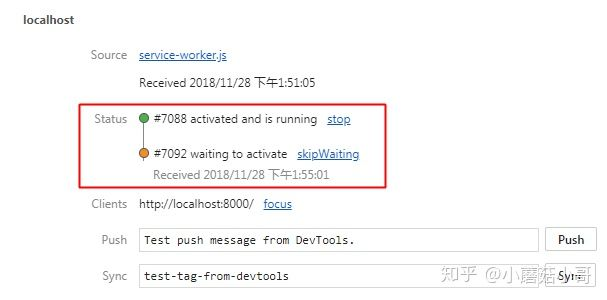 localhost
Source service-worker.js
Received 2018/11/28 下午1:51:05
Status #7088 activated and is running stop
#7092 waiting to activate skipWaiting
Received 2018/11/28 下午1:55:01
Clients http://localhost:8000/ focus
Push Test push message from DevTools. Push
Sync test-tag-from-devtools Sync
知乎 @小蘑菇小哥